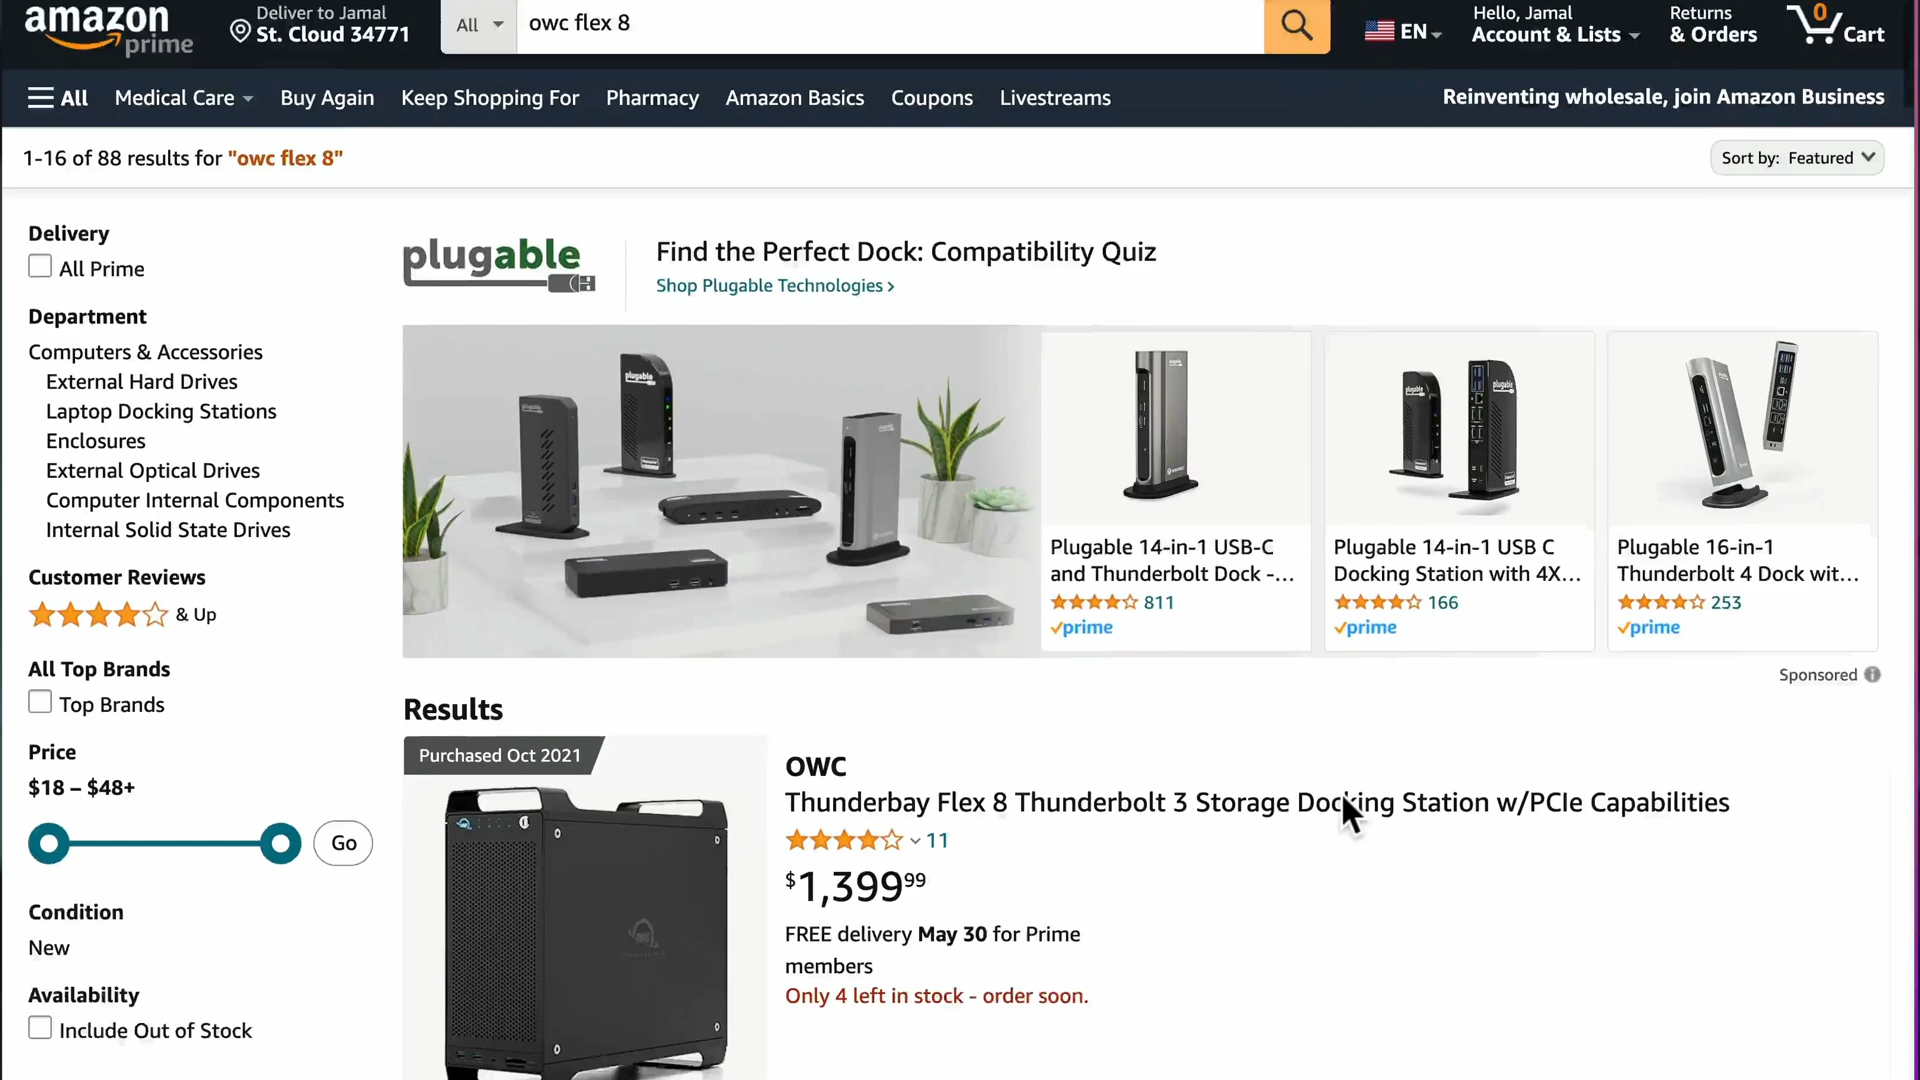 amazon
prime
Deliver to Jamal
St. Cloud 34771
All
owc flex 8
EN
Hello, Jamal
Account & Lists
Returns
& Orders
0
Cart
All
Medical Care
Buy Again
Keep Shopping For
Pharmacy
Amazon Basics
Coupons
Livestreams
Reinventing wholesale, join Amazon Business
1-16 of 88 results for "owc flex 8"
Sort by: Featured
Delivery
All Prime
Department
Computers & Accessories
External Hard Drives
Laptop Docking Stations
Enclosures
External Optical Drives
Computer Internal Components
Internal Solid State Drives
Customer Reviews
& Up
All Top Brands
Top Brands
Price
$18 – $48+
Go
Condition
New
Availability
Include Out of Stock
plugable
Find the Perfect Dock: Compatibility Quiz
Shop Plugable Technologies ›
plugable
plugable
plugable
Plugable 14-in-1 USB-C
and Thunderbolt Dock -...
811
prime
Plugable 14-in-1 USB C
Docking Station with 4X...
166
prime
Plugable 16-in-1
Thunderbolt 4 Dock wit...
253
prime
Sponsored
Results
Purchased Oct 2021
OWC
Thunderbay Flex 8 Thunderbolt 3 Storage Docking Station w/PCIe Capabilities
11
$1,39999
FREE delivery May 30 for Prime
members
Only 4 left in stock - order soon.